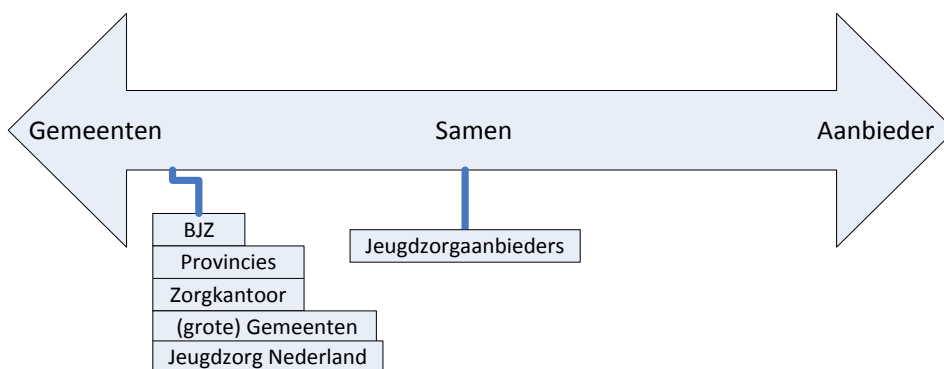 Gemeenten Samen Aanbieder
BJZ
Provincies
Zorgkantoor
(grote) Gemeenten
Jeugdzorg Nederland
Jeugdzorgaanbieders